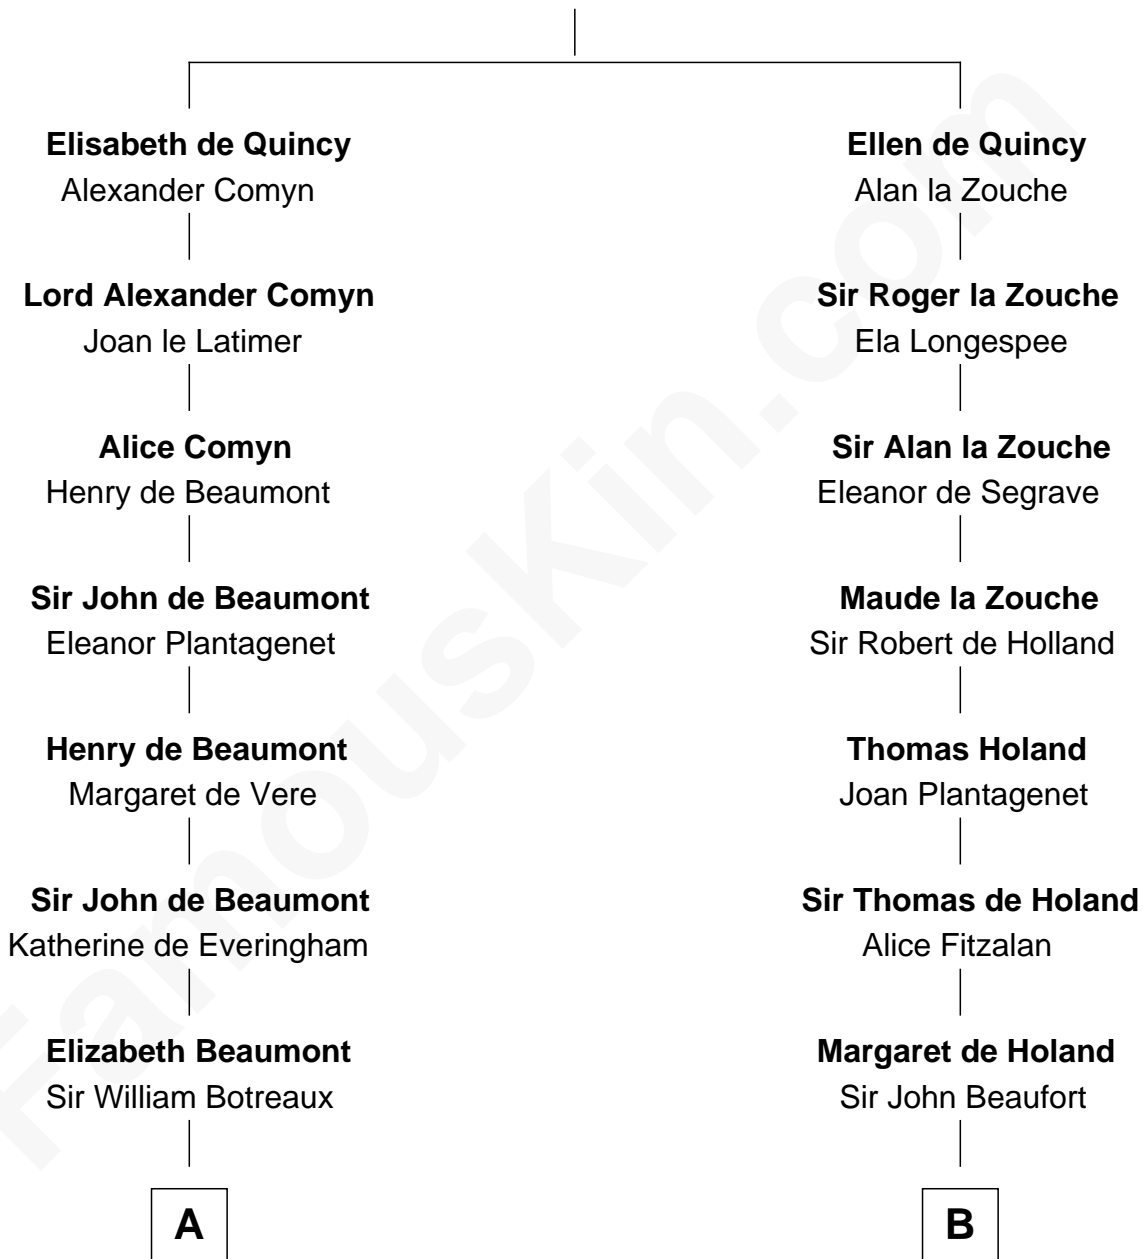 Elisabeth de Quincy
Alexander Comyn
Lord Alexander Comyn
Joan le Latimer
Alice Comyn
Henry de Beaumont
Sir John de Beaumont
Eleanor Plantagenet
Henry de Beaumont
Margaret de Vere
Sir John de Beaumont
Katherine de Everingham
Elizabeth Beaumont
Sir William Botreaux
A
Ellen de Quincy
Alan la Zouche
Sir Roger la Zouche
Ela Longespee
Sir Alan la Zouche
Eleanor de Segrave
Maude la Zouche
Sir Robert de Holland
Thomas Holand
Joan Plantagenet
Sir Thomas de Holand
Alice Fitzalan
Margaret de Holand
Sir John Beaufort
B
FamousKin.com